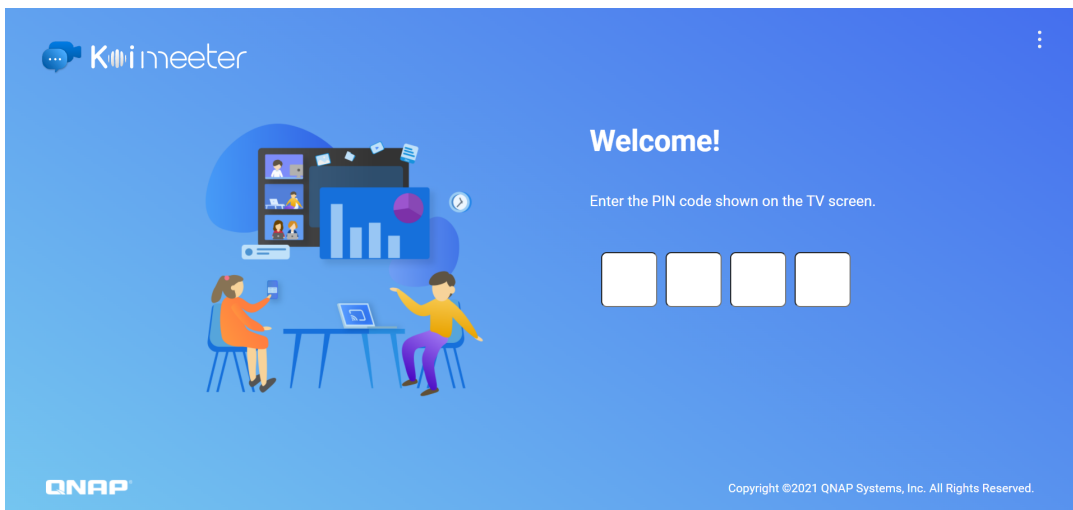 Koimeeter
Welcome!
Enter the PIN code shown on the TV screen.
QNAP
Copyright ©2021 QNAP Systems, Inc. All Rights Reserved.